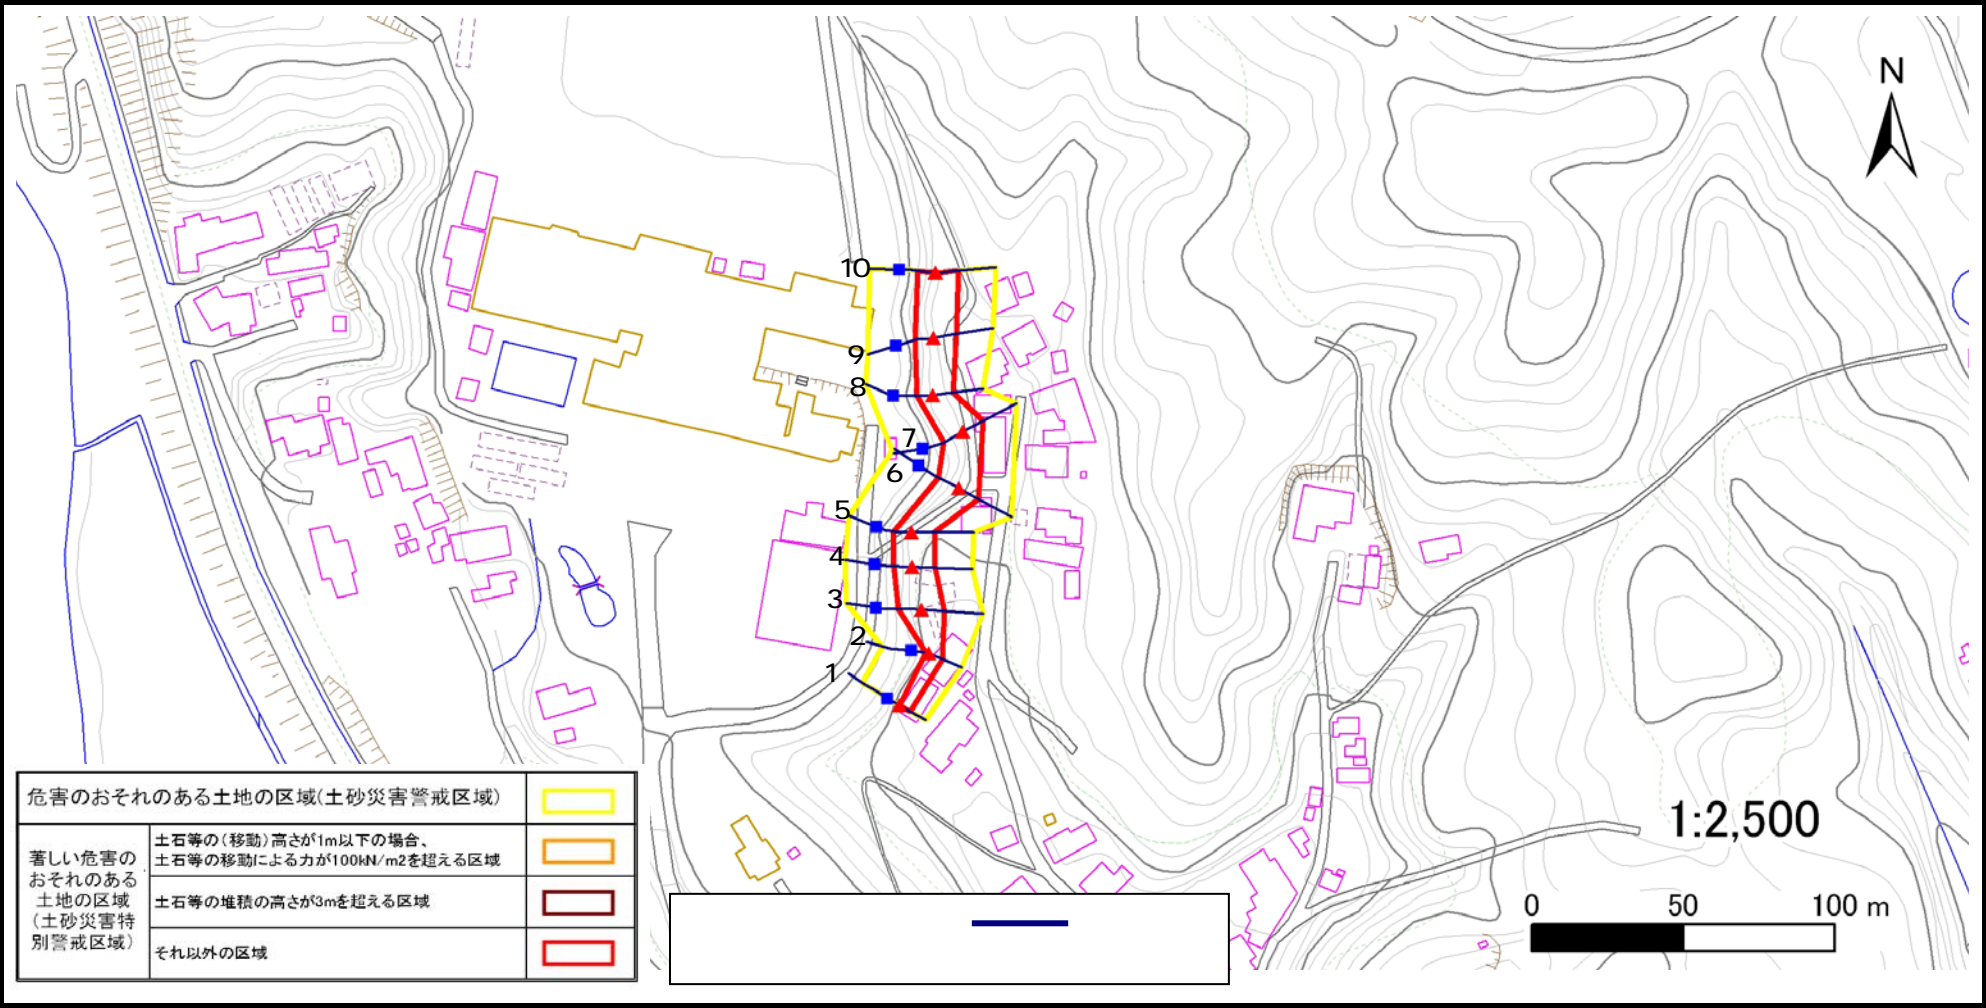 N
10
9
8
7
6
5
4
3
2
1
危害のおそれのある土地の区域(土砂災害警戒区域)
著しい危害の
おそれのある
土地の区域
(土砂災害特
別警戒区域)
土石等の(移動)高さが1m以下の場合、
土石等の移動による力が100kN/m2を超える区域
土石等の堆積の高さが3mを超える区域
それ以外の区域
1:2,500
0 50 100 m